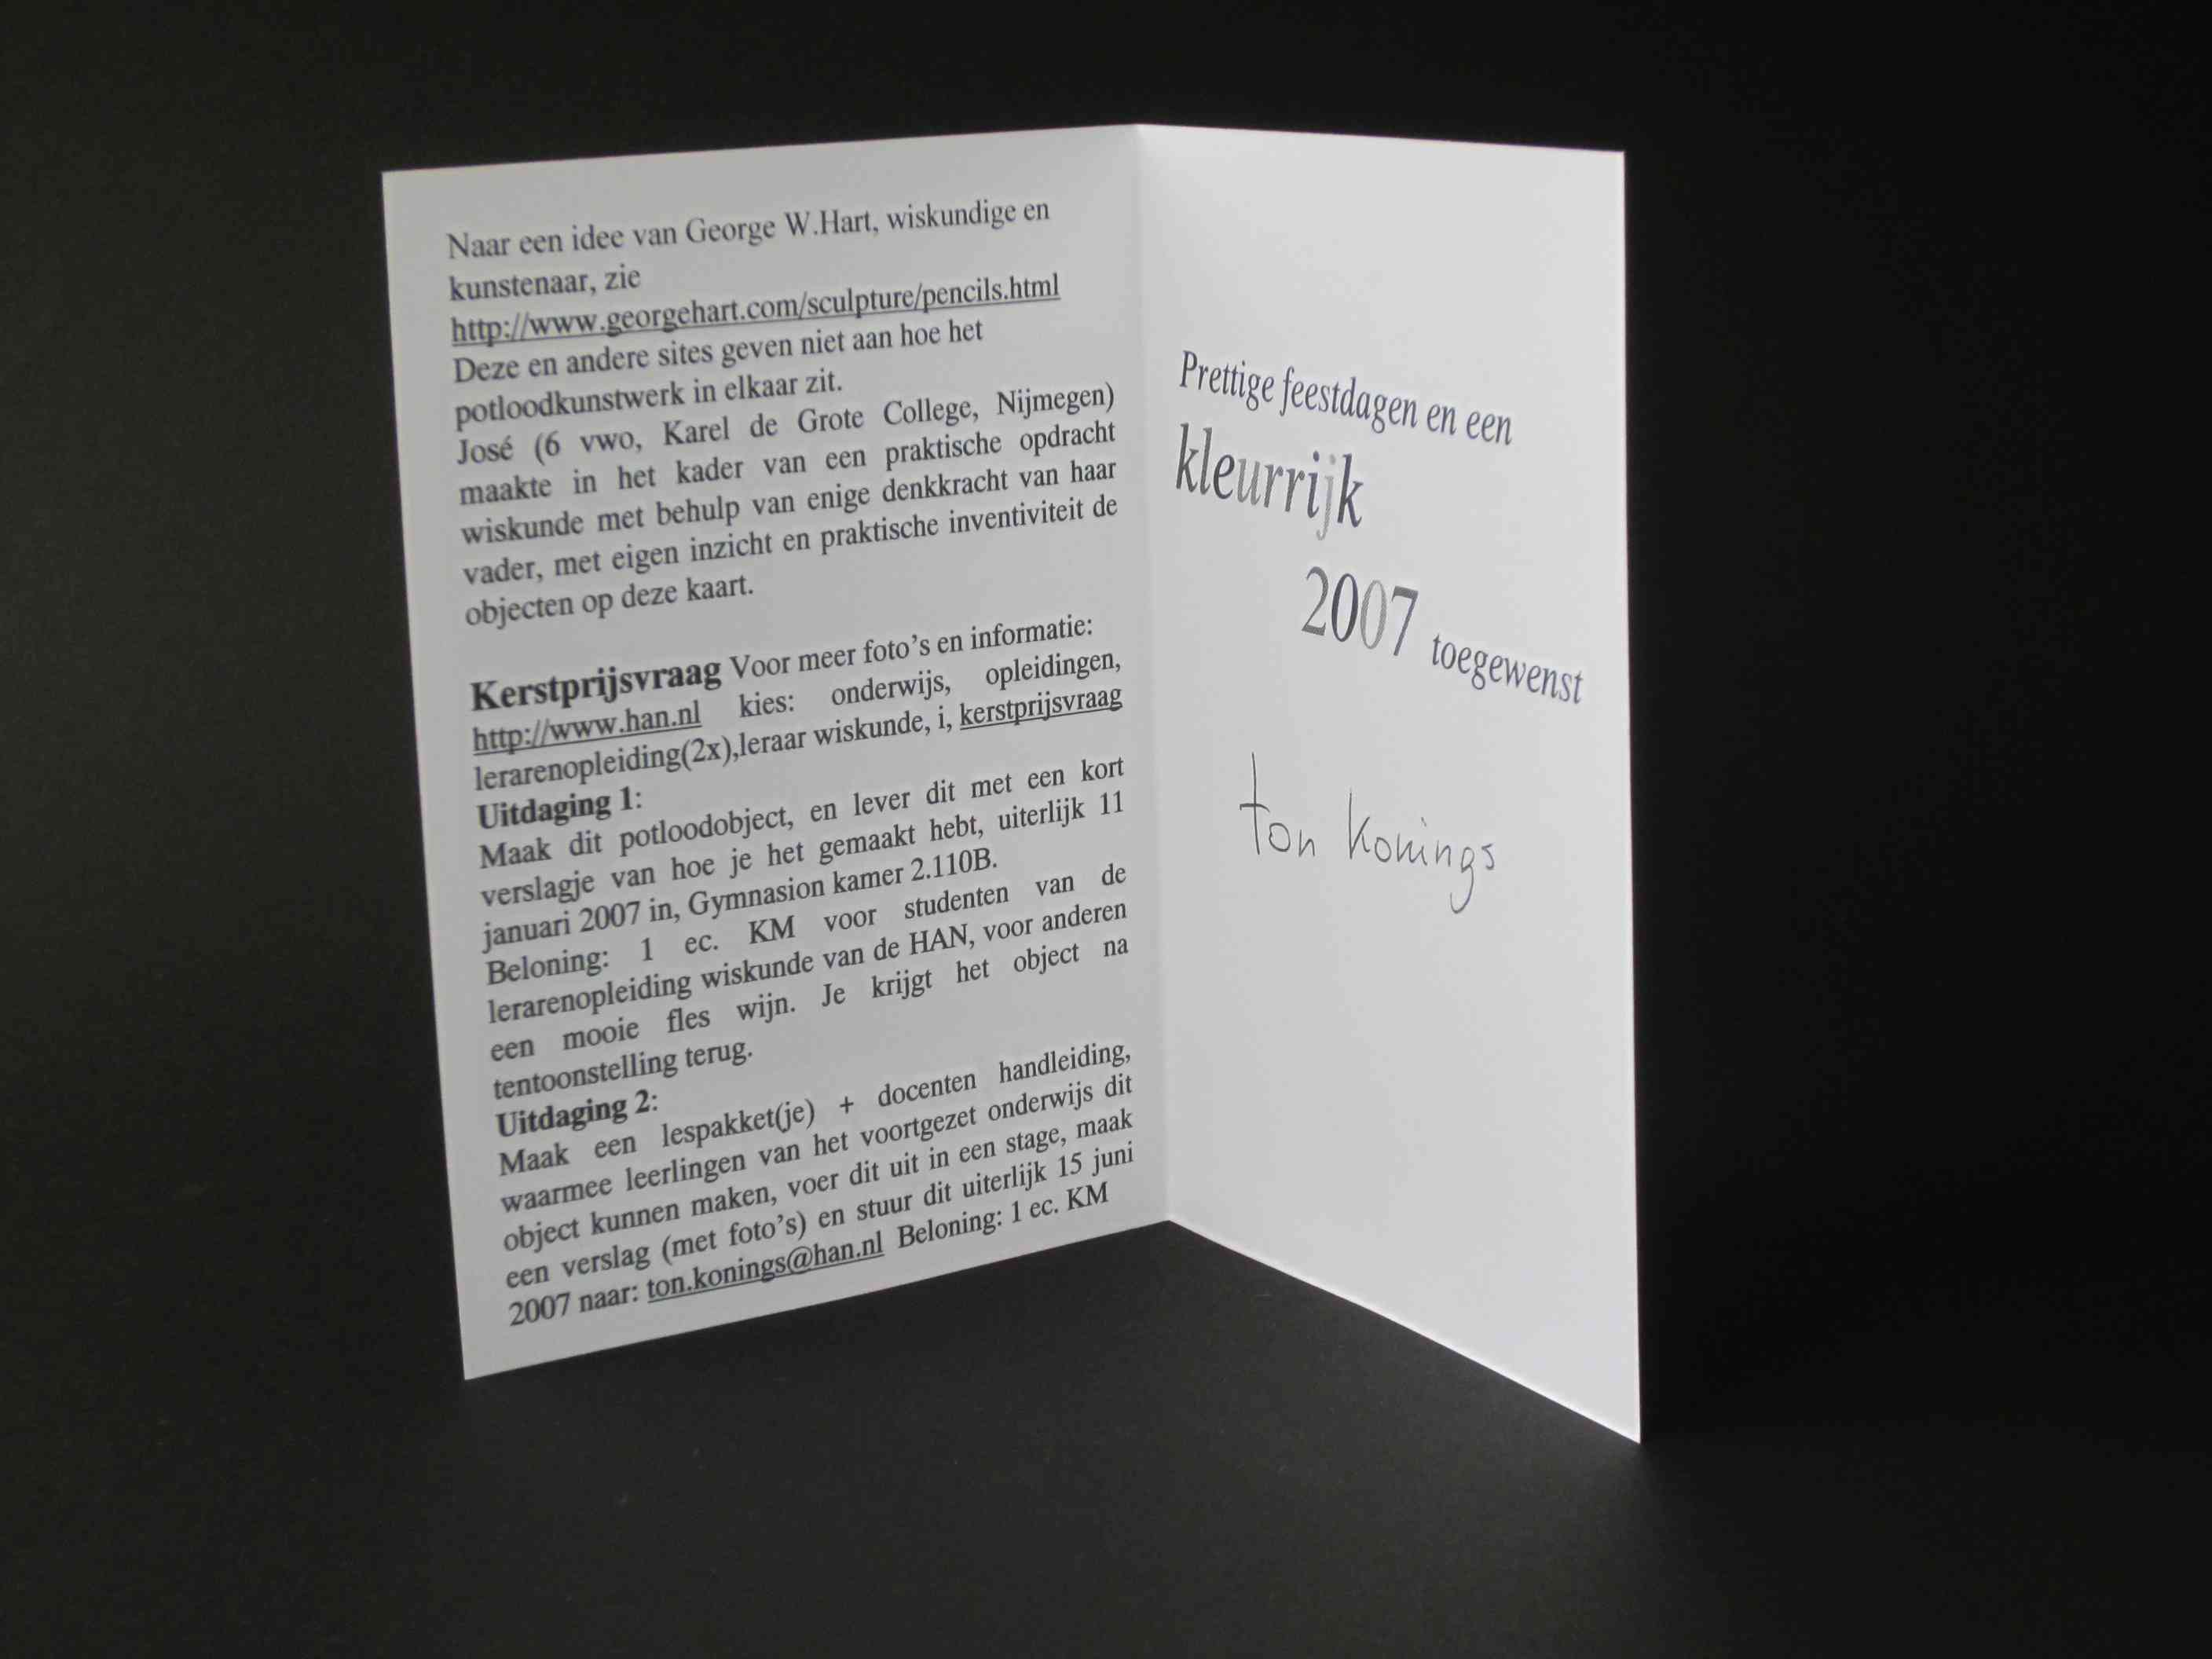 Naar een idee van George W.Hart, wiskundige en
kunstenaar, zie
http://www.georgehart.com/sculpture/pencils.html
Deze en andere sites geven niet aan hoe het
potloodkunstwerk in elkaar zit.
José (6 vwo, Karel de Grote College, Nijmegen)
maakte in het kader van een praktische opdracht
wiskunde met behulp van enige denkkracht van haar
vader, met eigen inzicht en praktische inventiviteit de
objecten op deze kaart.
Kerstprijsvraag Voor meer foto's en informatie:
http://www.han.nl kies: onderwijs, opleidingen,
lerarenopleiding(2x),leraar wiskunde, i, kerstprijsvraag
Uitdaging 1:
Maak dit potloodobject, en lever dit met een kort
verslagje van hoe je het gemaakt hebt, uiterlijk 11
januari 2007 in, Gymnasion kamer 2.110B.
Beloning: 1 ec. KM voor studenten van de
lerarenopleiding wiskunde van de HAN, voor anderen
een mooie fles wijn. Je krijgt het object na
tentoonstelling terug.
Uitdaging 2:
Maak een lespakket(je) + docenten handleiding,
waarmee leerlingen van het voortgezet onderwijs dit
object kunnen maken, voer dit uit in een stage, maak
een verslag (met foto's) en stuur dit uiterlijk 15 juni
2007 naar: ton.konings@han.nl Beloning: 1 ec. KM
Prettige feestdagen en een
kleurrijk
2007 toegewenst
ton konings